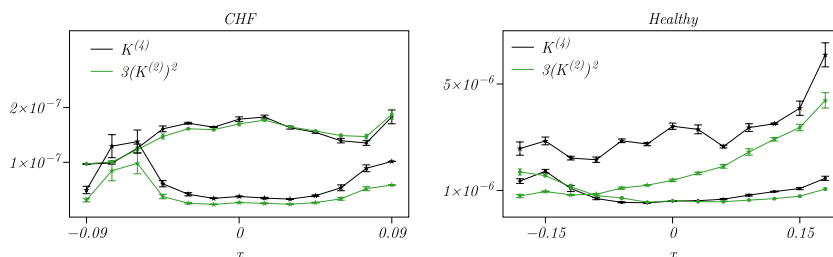 CHF
K^(4)
3(K^(2))^2
2×10^−7
1×10^−7
−0.09 0 0.09
x
Healthy
K^(4)
3(K^(2))^2
5×10^−6
1×10^−6
−0.15 0 0.15
x